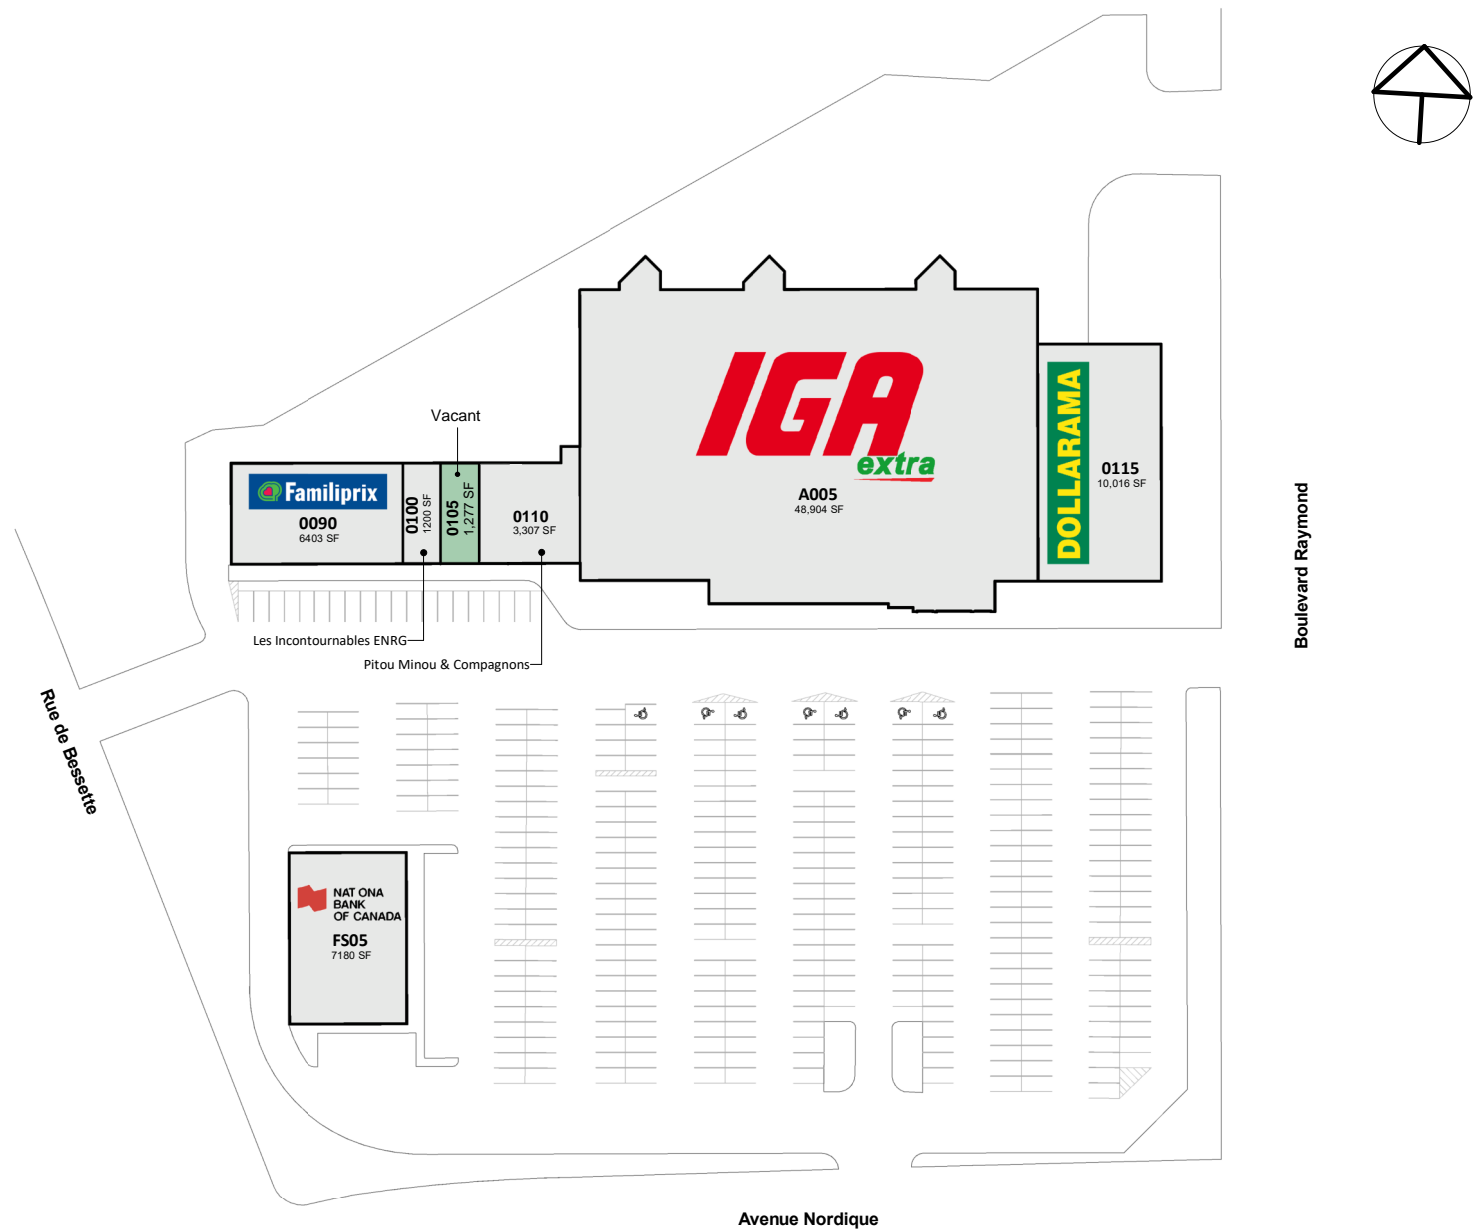 IGA
extra
A005
48,904 SF
DOLLARAMA
0115
10,016 SF
Vacant
Familiprix
0090
6403 SF
0100
1200 SF
0105
1,277 SF
0110
3,307 SF
Les Incontournables ENRG
Pitou Minou & Compagnons
Boulevard Raymond
Rue de Bessette
NAT ONA
BANK
OF CANADA
FS05
7180 SF
Avenue Nordique